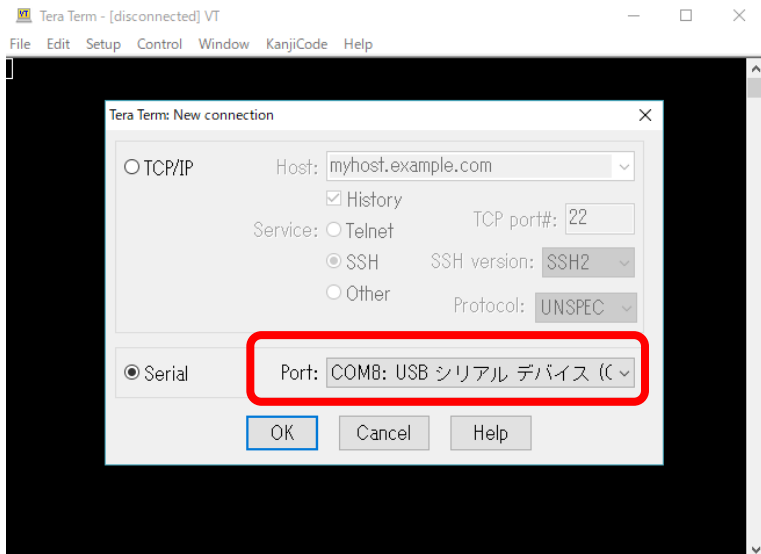 VT Tera Term - [disconnected] VT
File Edit Setup Control Window KanjiCode Help
Tera Term: New connection
TCP/IP Host: myhost.example.com
History
Service: Telnet TCP port#: 22
SSH SSH version: SSH2
Other Protocol: UNSPEC
Serial Port: COM8: USB シリアル デバイス (C
OK Cancel Help